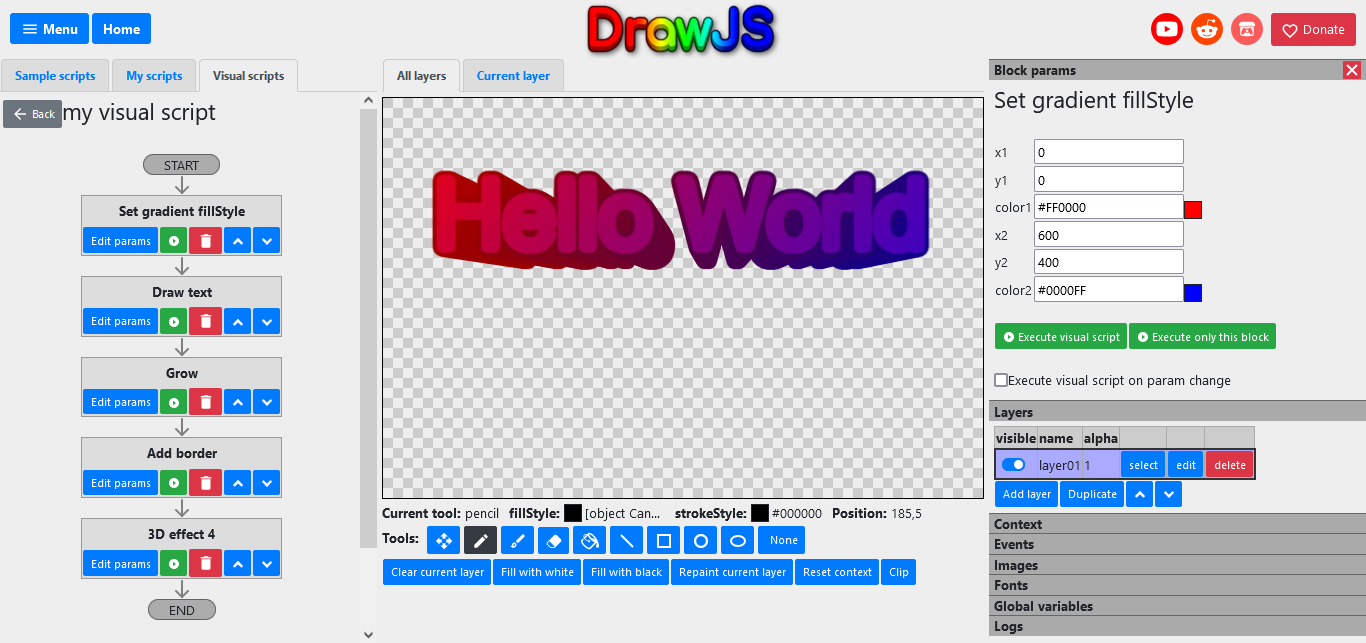 Menu
Home
DrawJS
Donate
Sample scripts
My scripts
Visual scripts
Back
my visual script
START
Set gradient fillStyle
Edit params
Draw text
Edit params
Grow
Edit params
Add border
Edit params
3D effect 4
Edit params
END
All layers
Current layer
Hello World
Current tool: pencil fillStyle: [object Can... strokeStyle: #000000 Position: 185,5
Tools:
None
Clear current layer
Fill with white
Fill with black
Repaint current layer
Reset context
Clip
Block params
Set gradient fillStyle
x1 0
y1 0
color1 #FF0000
x2 600
y2 400
color2 #0000FF
Execute visual script
Execute only this block
Execute visual script on param change
Layers
visible name alpha
layer01 1 select edit delete
Add layer
Duplicate
Context
Events
Images
Fonts
Global variables
Logs